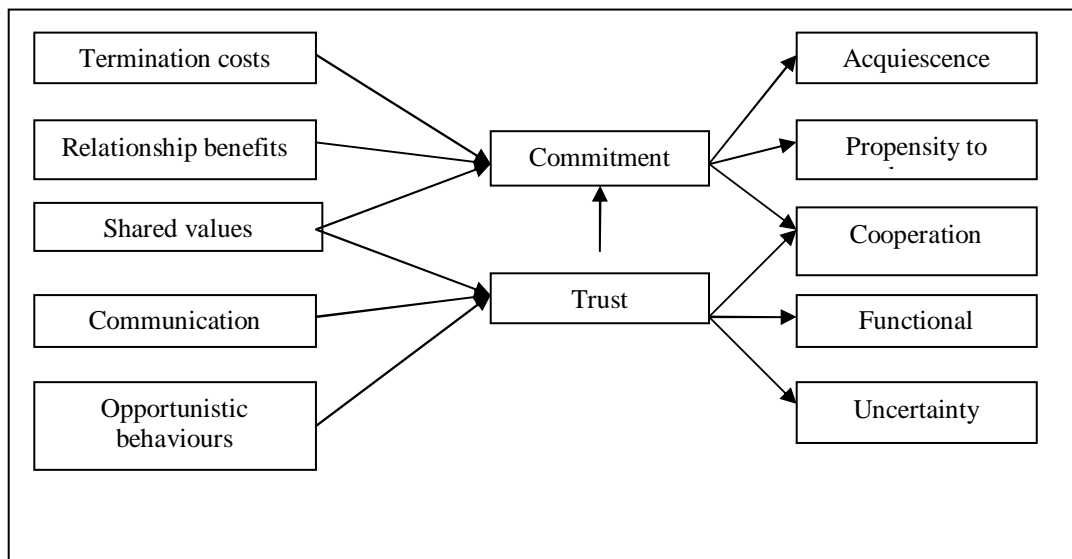 Termination costs
Relationship benefits
Shared values
Communication
Opportunistic
behaviours
Commitment
Trust
Acquiescence
Propensity to
Cooperation
Functional
Uncertainty